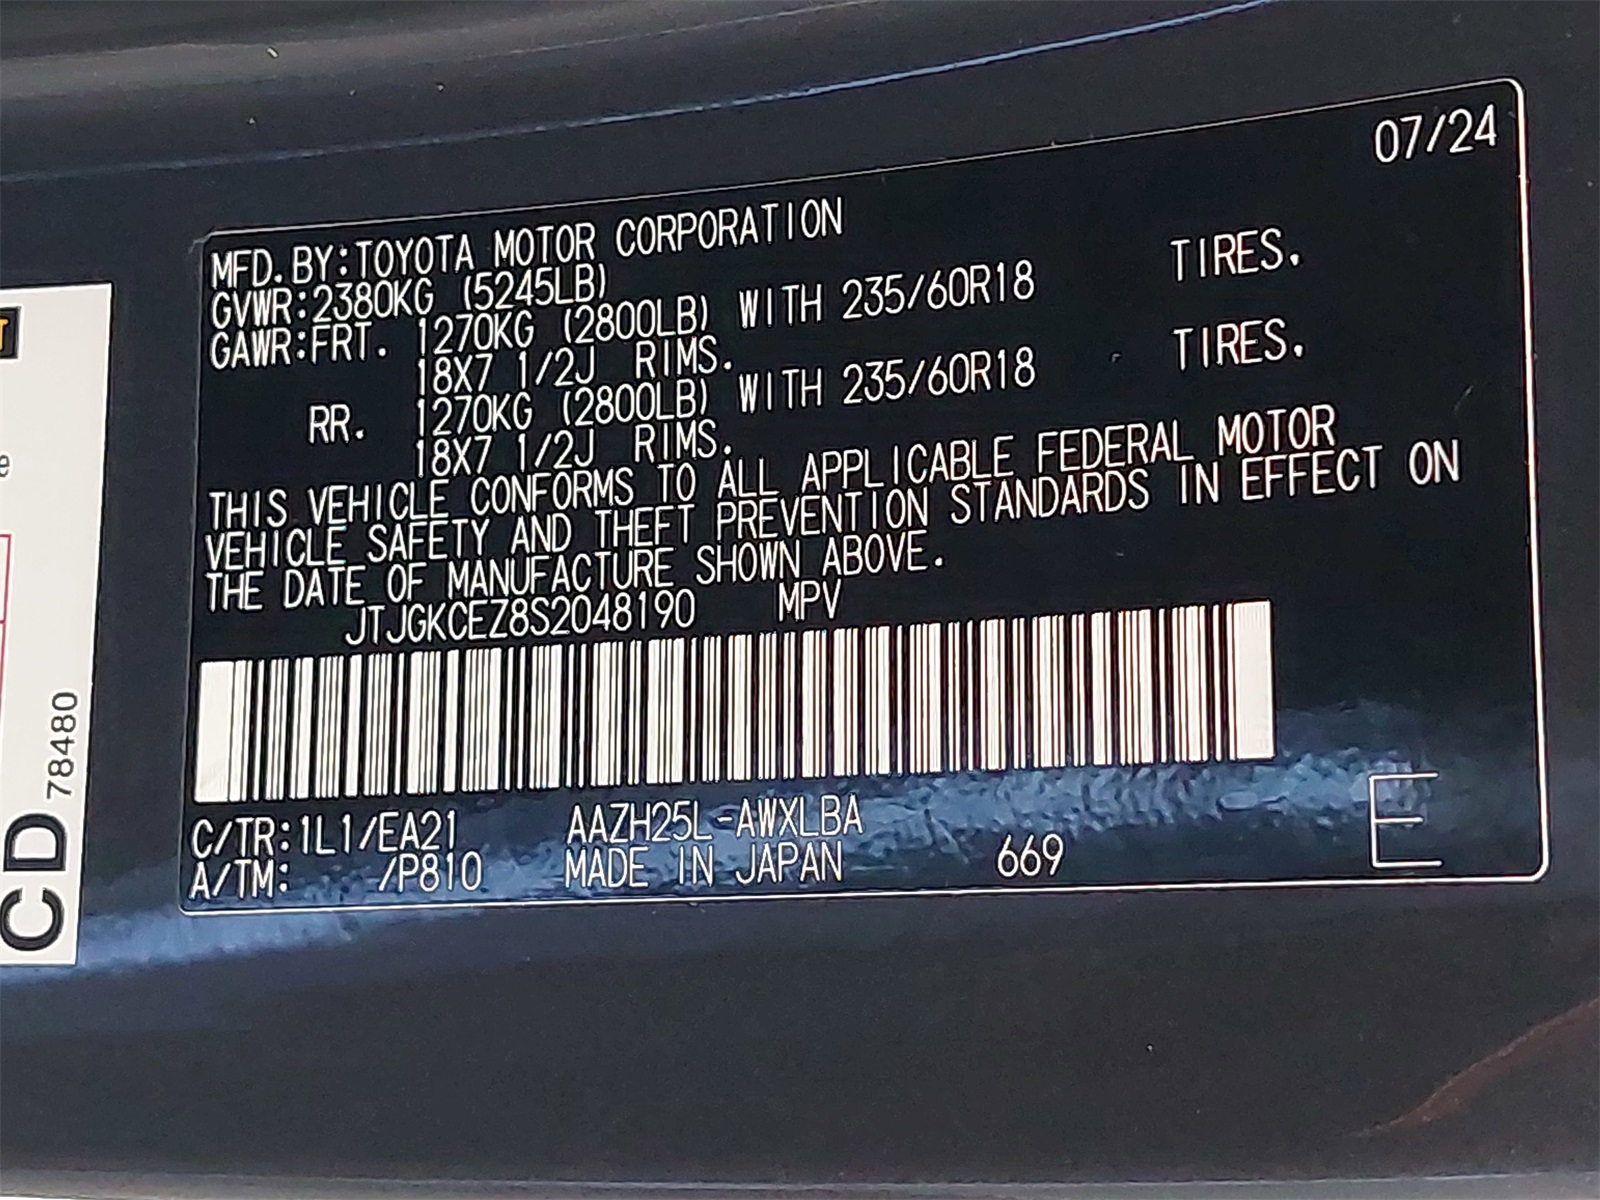 07/24
MFD.BY:TOYOTA MOTOR CORPORATION
GVWR:2380KG (5245LB)
GAWR:FRT. 1270KG (2800LB) WITH 235/60R18 TIRES.
18X7 1/2J RIMS.
RR. 1270KG (2800LB) WITH 235/60R18 TIRES.
18X7 1/2J RIMS.
THIS VEHICLE CONFORMS TO ALL APPLICABLE FEDERAL MOTOR
VEHICLE SAFETY AND THEFT PREVENTION STANDARDS IN EFFECT ON
THE DATE OF MANUFACTURE SHOWN ABOVE.
JTJGKCEZ8S2048190 MPV
C/TR:1L1/EA21 AAZH25L-AWXLBA
A/TM: /P810 MADE IN JAPAN 669 E
CD 78480